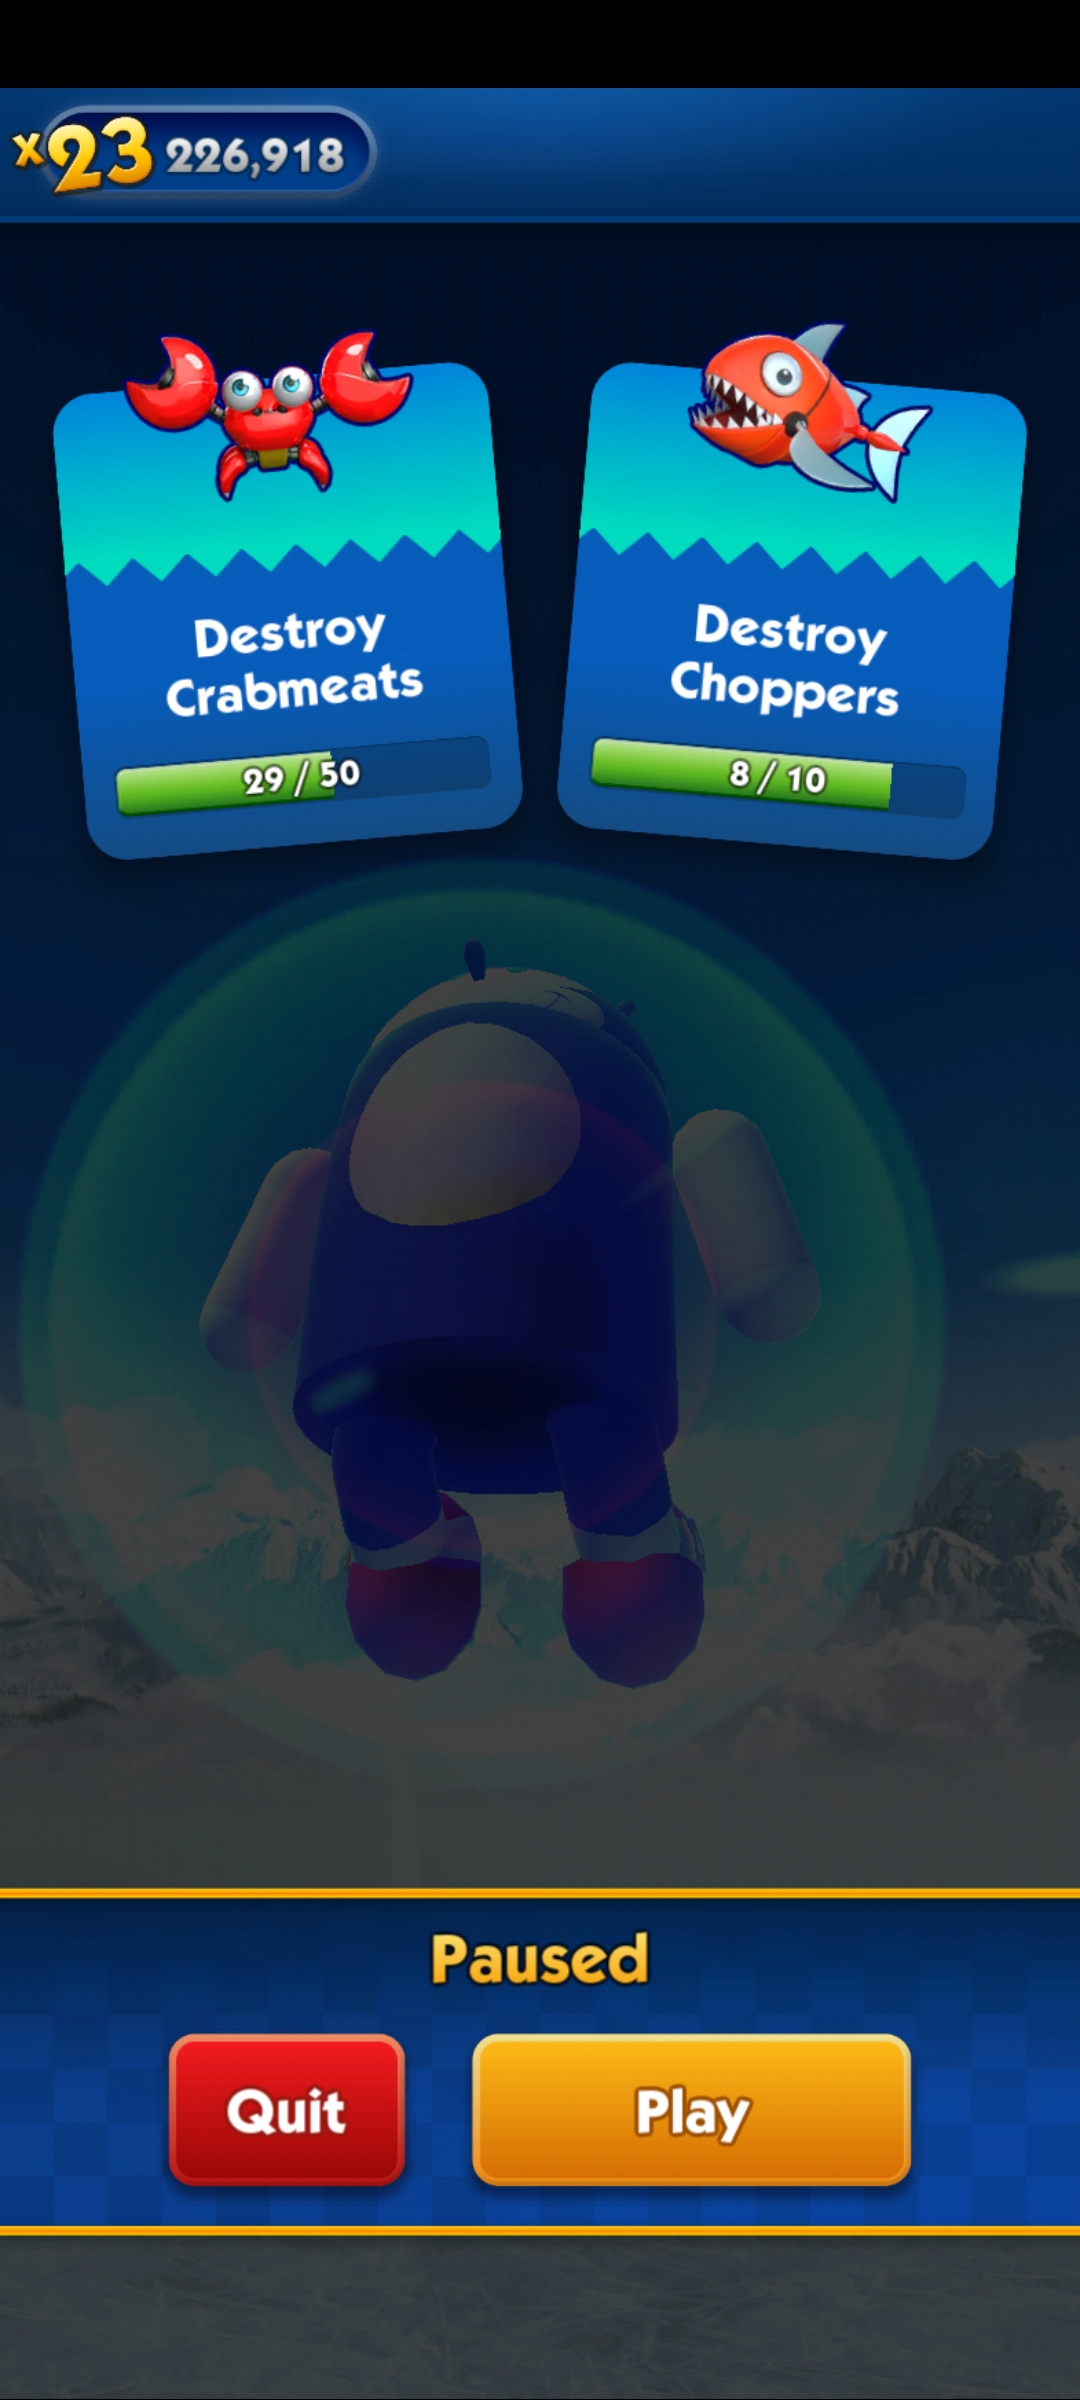 x23 226,918
Destroy
Crabmeats
29 / 50
Destroy
Choppers
8 / 10
Paused
Quit
Play